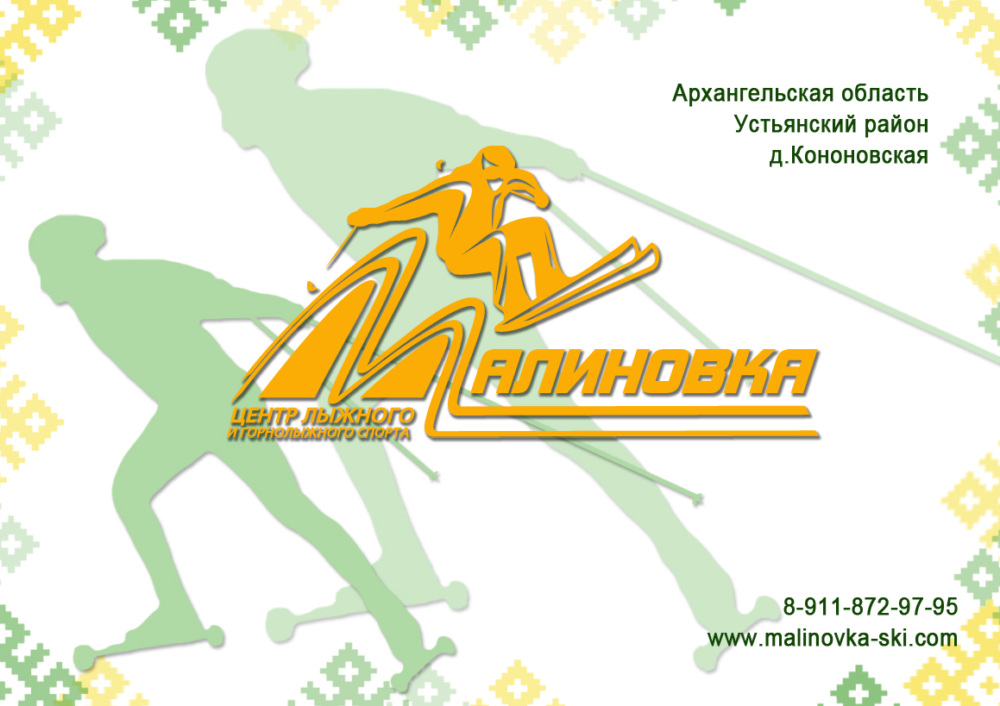 Архангельская область
Устьянский район
д.Кононовская
МАЛИНОВКА
ЦЕНТР ЛЫЖНОГО
И ГОРНОЛЫЖНОГО СПОРТА
8-911-872-97-95
www.malinovka-ski.com